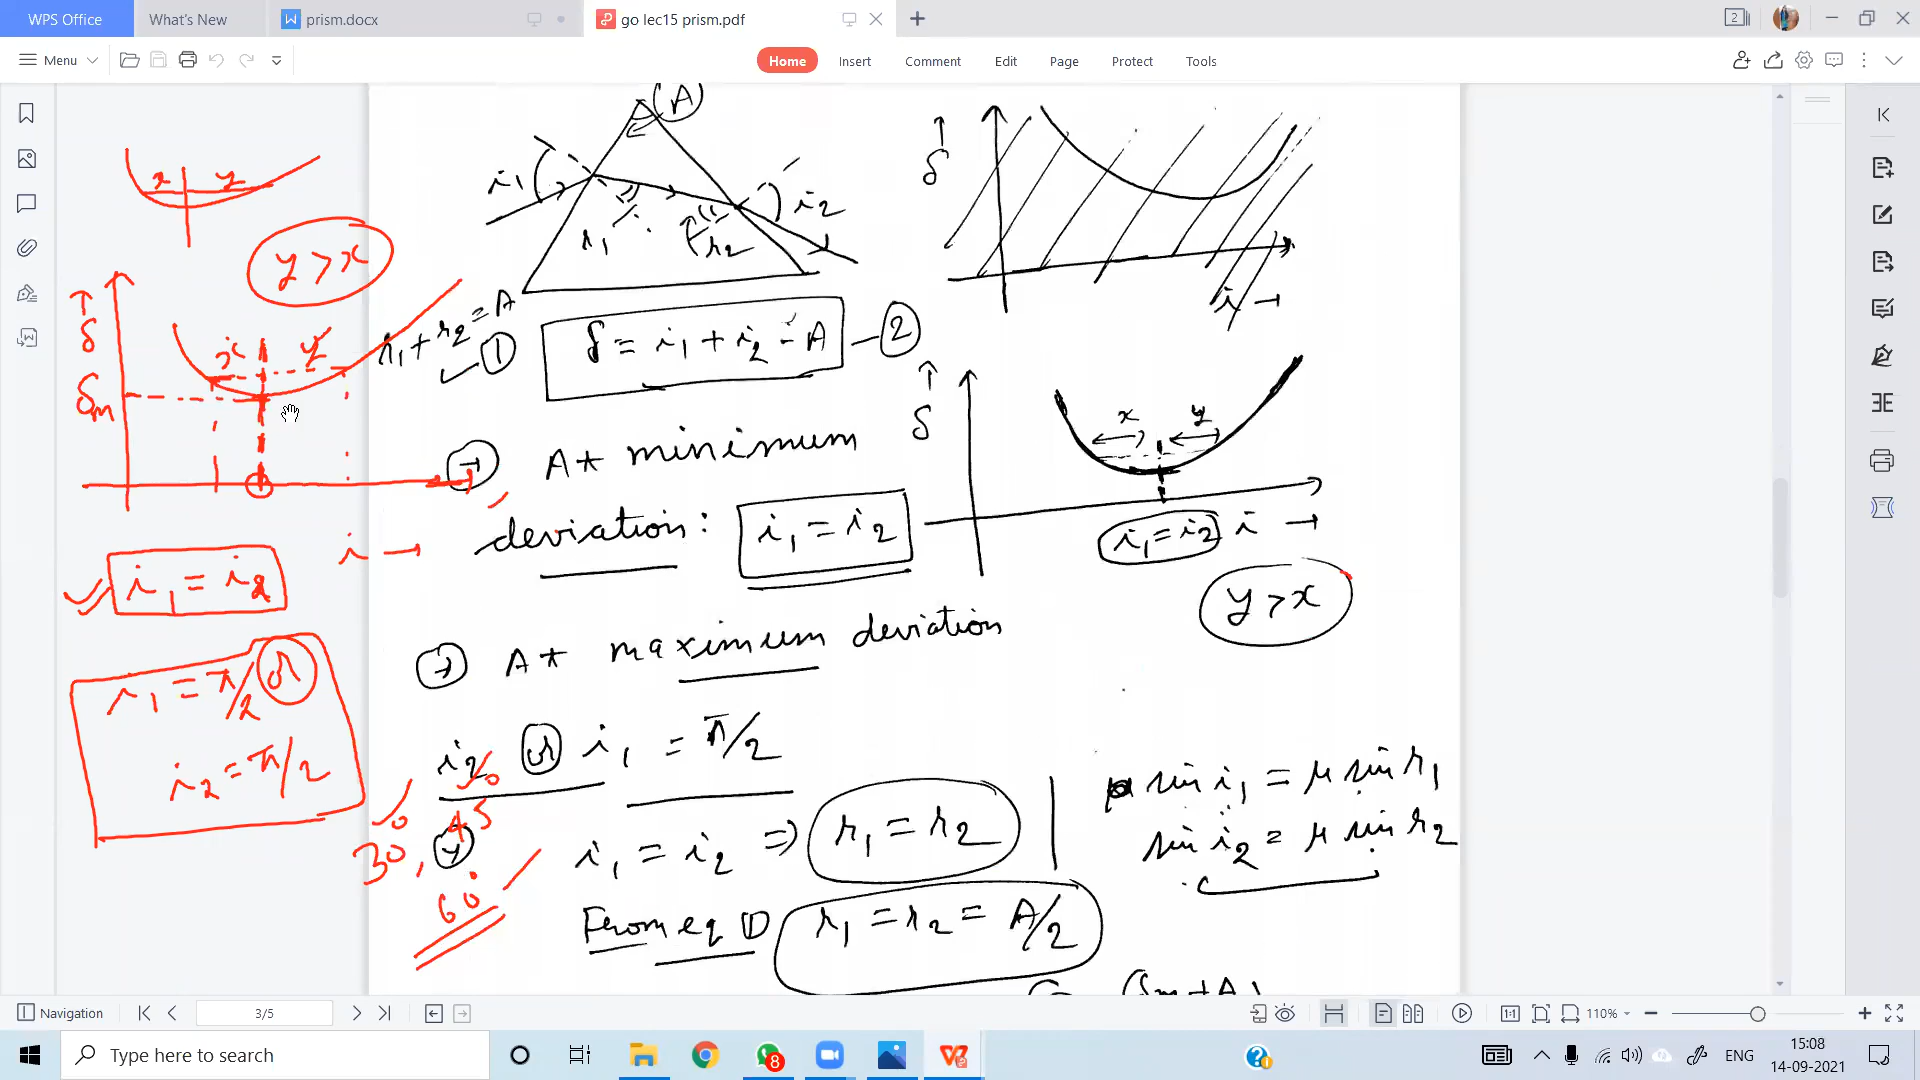 WPS Office What's New prism.docx go lec15 prism.pdf
Menu Home Insert Comment Edit Page Protect Tools
x y
y > x
δ
δm
x y
i →
i₁ = i₂
r₁ = π/2 or
i₂ = π/2
A
i₁ i₂
r₁ r₂
δ
i →
r₁ + r₂ = A
①
δ = i₁ + i₂ - A — ②
→ At minimum
deviation: i₁ = i₂
δ
x y
i₁ = i₂ i →
y > x
→ At maximum deviation
i₂ or i₁ = π/2
30, 45
60
i₁ = i₂ ⇒ r₁ = r₂
sin i₁ = μ sin r₁
sin i₂ = μ sin r₂
From eq ① r₁ = r₂ = A/2
(δm + A)
Navigation 3/5 110%
Type here to search 8 ENG 15:08
14-09-2021